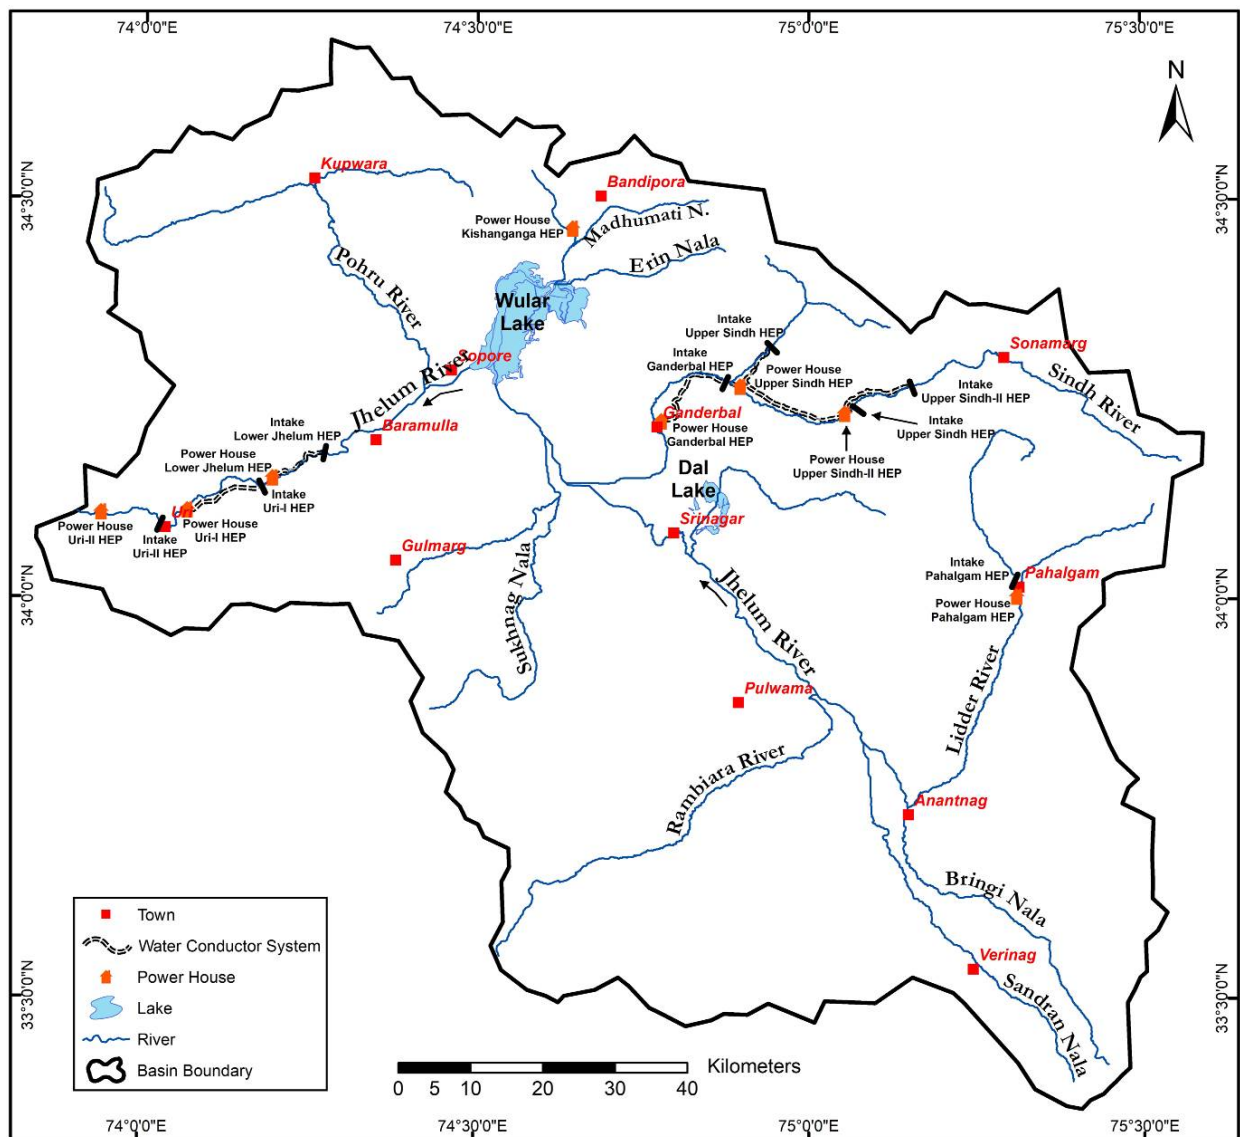 74°0'0"E
74°30'0"E
75°0'0"E
75°30'0"E
N
34°30'0"N
34°30'0"N
Kupwara
Bandipora
Power House
Kishanganga HEP
Madhumati N.
Erin Nala
Pohru River
Wular
Lake
Intake
Upper Sindh HEP
Sopore
Intake
Ganderbal HEP
Power House
Upper Sindh HEP
Sonamarg
Sindh River
Intake
Upper Sindh-II HEP
Jhelum River
Ganderbal
Power House
Ganderbal HEP
Intake
Upper Sindh HEP
Power House
Upper Sindh-II HEP
Intake
Lower Jhelum HEP
Baramulla
Power House
Lower Jhelum HEP
Intake
Uri-I HEP
Dal
Lake
Uri
Power House
Uri-II HEP
Intake
Uri-II HEP
Power House
Uri-I HEP
Srinagar
Gulmarg
Sukhnag Nala
Jhelum River
Intake
Pahalgam HEP
Pahalgam
Power House
Pahalgam HEP
34°0'0"N
34°0'0"N
Lidder River
Pulwama
Rambiara River
Anantnag
Bringi Nala
Verinag
Sandran Nala
33°30'0"N
33°30'0"N
Town
Water Conductor System
Power House
Lake
River
Basin Boundary
Kilometers
0 5 10 20 30 40
74°0'0"E
74°30'0"E
75°0'0"E
75°30'0"E